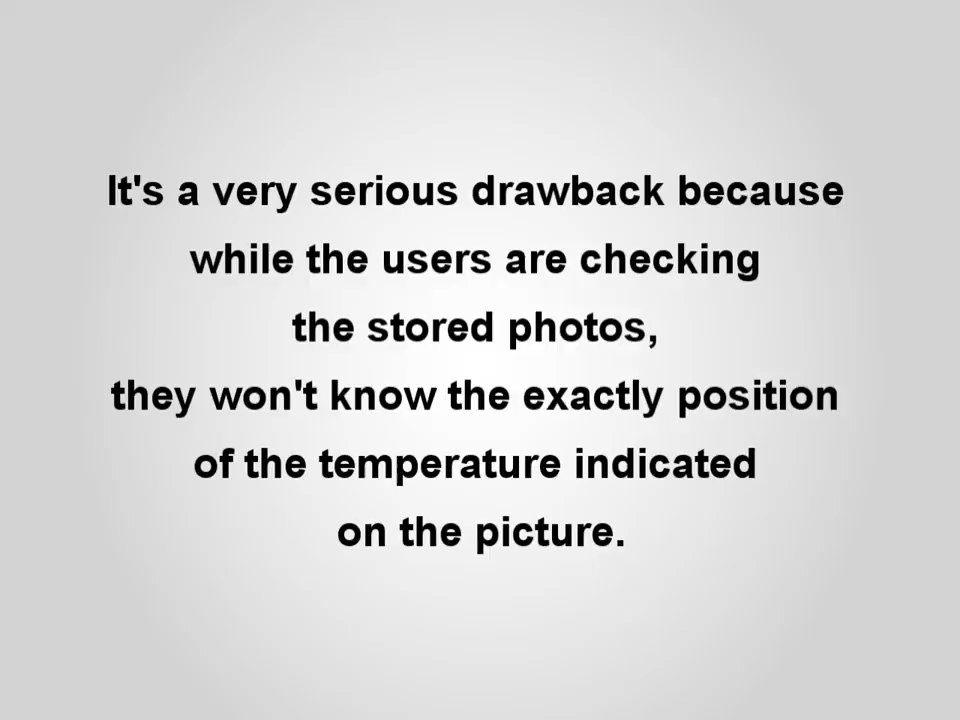 It's a very serious drawback because
while the users are checking
the stored photos,
they won't know the exactly position
of the temperature indicated
on the picture.